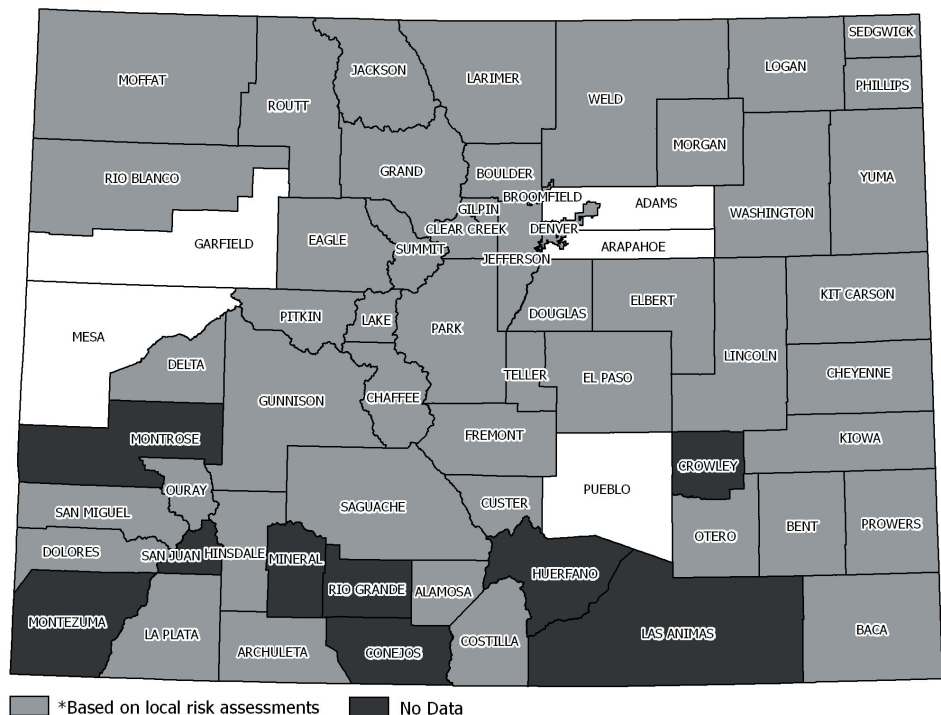 SEDGWICK
LOGAN
JACKSON
LARIMER
MOFFAT
PHILLIPS
WELD
ROUTT
MORGAN
GRAND
BOULDER
RIO BLANCO
YUMA
BROOMFIELD
ADAMS
GILPIN
WASHINGTON
CLEAR CREEK
DENVER
EAGLE
GARFIELD
SUMMIT
ARAPAHOE
JEFFERSON
KIT CARSON
ELBERT
DOUGLAS
PITKIN
LAKE
PARK
MESA
LINCOLN
DELTA
TELLER
EL PASO
CHEYENNE
CHAFFEE
GUNNISON
FREMONT
MONTROSE
KIOWA
CROWLEY
OURAY
PUEBLO
CUSTER
SAGUACHE
SAN MIGUEL
BENT
PROWERS
OTERO
DOLORES
SAN JUAN
HINSDALE
MINERAL
HUERFANO
RIO GRANDE
ALAMOSA
MONTEZUMA
LA PLATA
LAS ANIMAS
BACA
COSTILLA
ARCHULETA
CONEJOS
*Based on local risk assessments
No Data